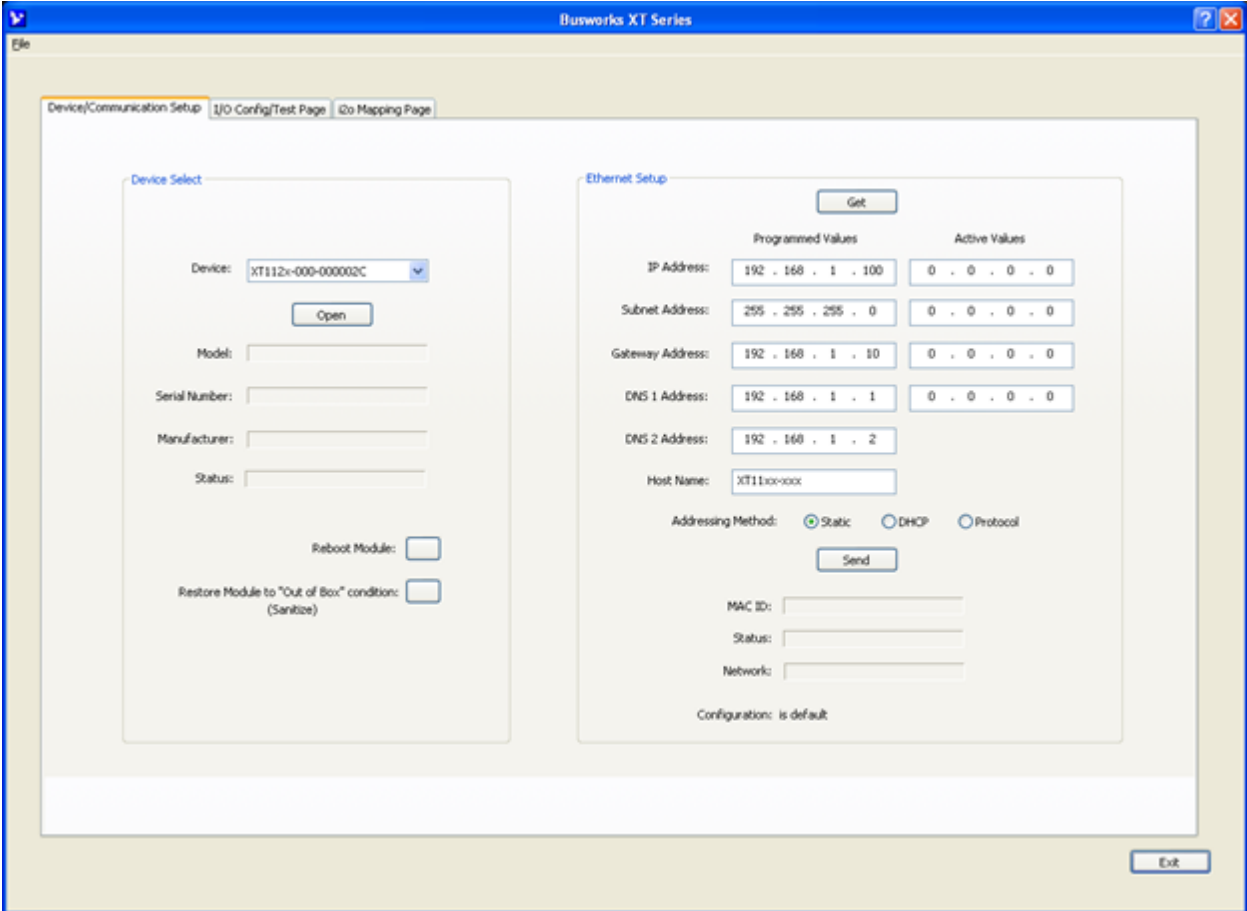 Busworks XT Series
File
Device/Communication Setup I/O Config/Test Page i2o Mapping Page
Device Select
Device: XT112x-000-000002C
Open
Model:
Serial Number:
Manufacturer:
Status:
Reboot Module:
Restore Module to "Out of Box" condition:
(Sanitize)
Ethernet Setup
Get
Programmed Values Active Values
IP Address: 192 . 168 . 1 . 100 0 . 0 . 0 . 0
Subnet Address: 255 . 255 . 255 . 0 0 . 0 . 0 . 0
Gateway Address: 192 . 168 . 1 . 10 0 . 0 . 0 . 0
DNS 1 Address: 192 . 168 . 1 . 1 0 . 0 . 0 . 0
DNS 2 Address: 192 . 168 . 1 . 2
Host Name: XT11xx-xxx
Addressing Method: Static DHCP Protocol
Send
MAC ID:
Status:
Network:
Configuration: is default
Exit